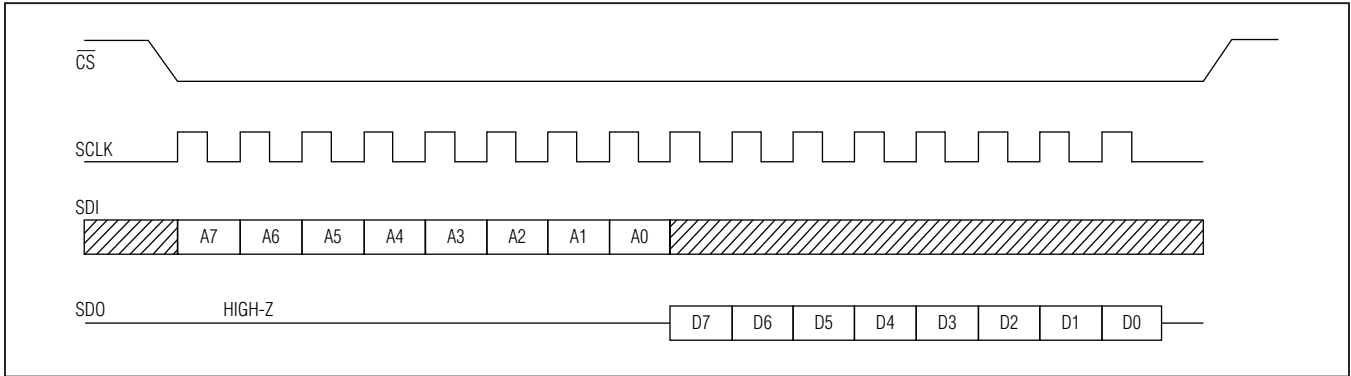 CS
SCLK
SDI
A7 A6 A5 A4 A3 A2 A1 A0
SDO HIGH-Z
D7 D6 D5 D4 D3 D2 D1 D0